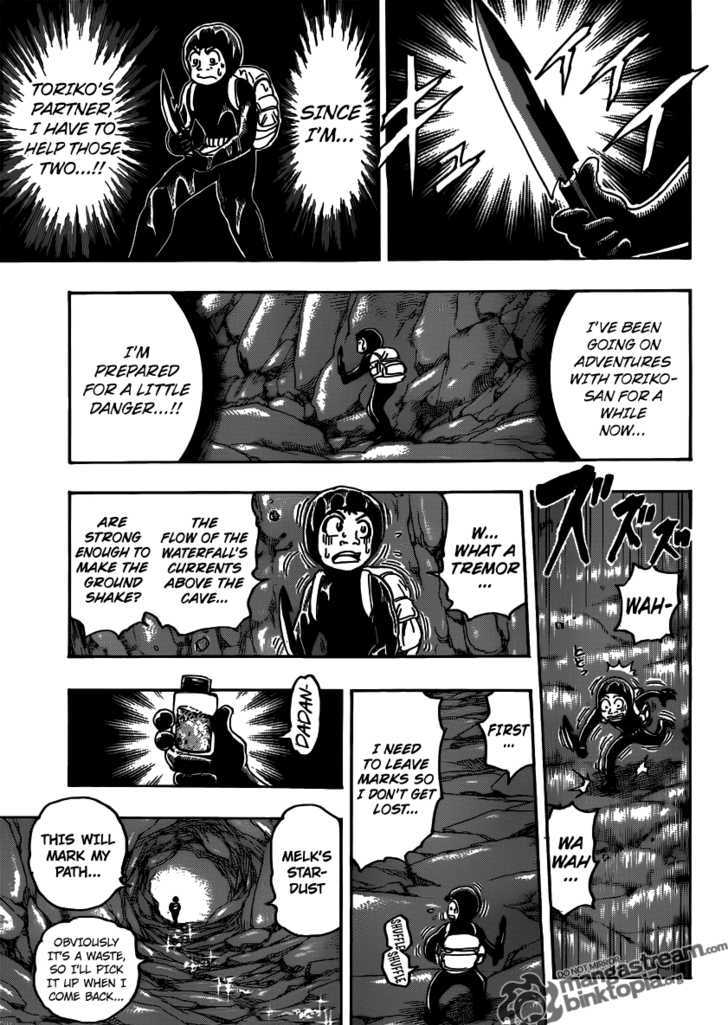 SINCE
I'M...
TORIKO'S
PARTNER,
I HAVE TO
HELP THOSE
TWO...!!
I'VE BEEN
GOING ON
ADVENTURES
WITH TORIKO-
SAN FOR A
WHILE
NOW...
I'M
PREPARED
FOR A LITTLE
DANGER...!!
ズズズ
WAH-
WA
WAH
...
W...
WHAT A
TREMOR
...
THE
FLOW OF THE
WATERFALL'S
CURRENTS
ABOVE THE
CAVE...
ARE
STRONG
ENOUGH TO
MAKE THE
GROUND
SHAKE?
FIRST
...
I NEED
TO LEAVE
MARKS SO
I DON'T GET
LOST...
SHUFFLE SHUFFLE
DADAN-
MELK'S
STAR-
DUST
THIS WILL
MARK MY
PATH...
OBVIOUSLY
IT'S A WASTE,
SO I'LL PICK
IT UP WHEN I
COME BACK...
DO NOT MIRROR
mangastream.com
binktopia.org